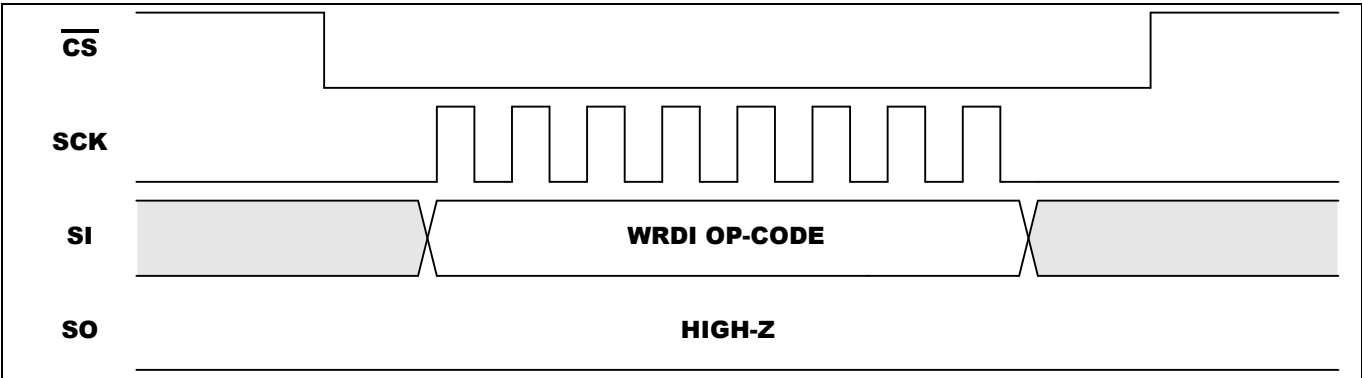 CS
SCK
SI
WRDI OP-CODE
SO
HIGH-Z